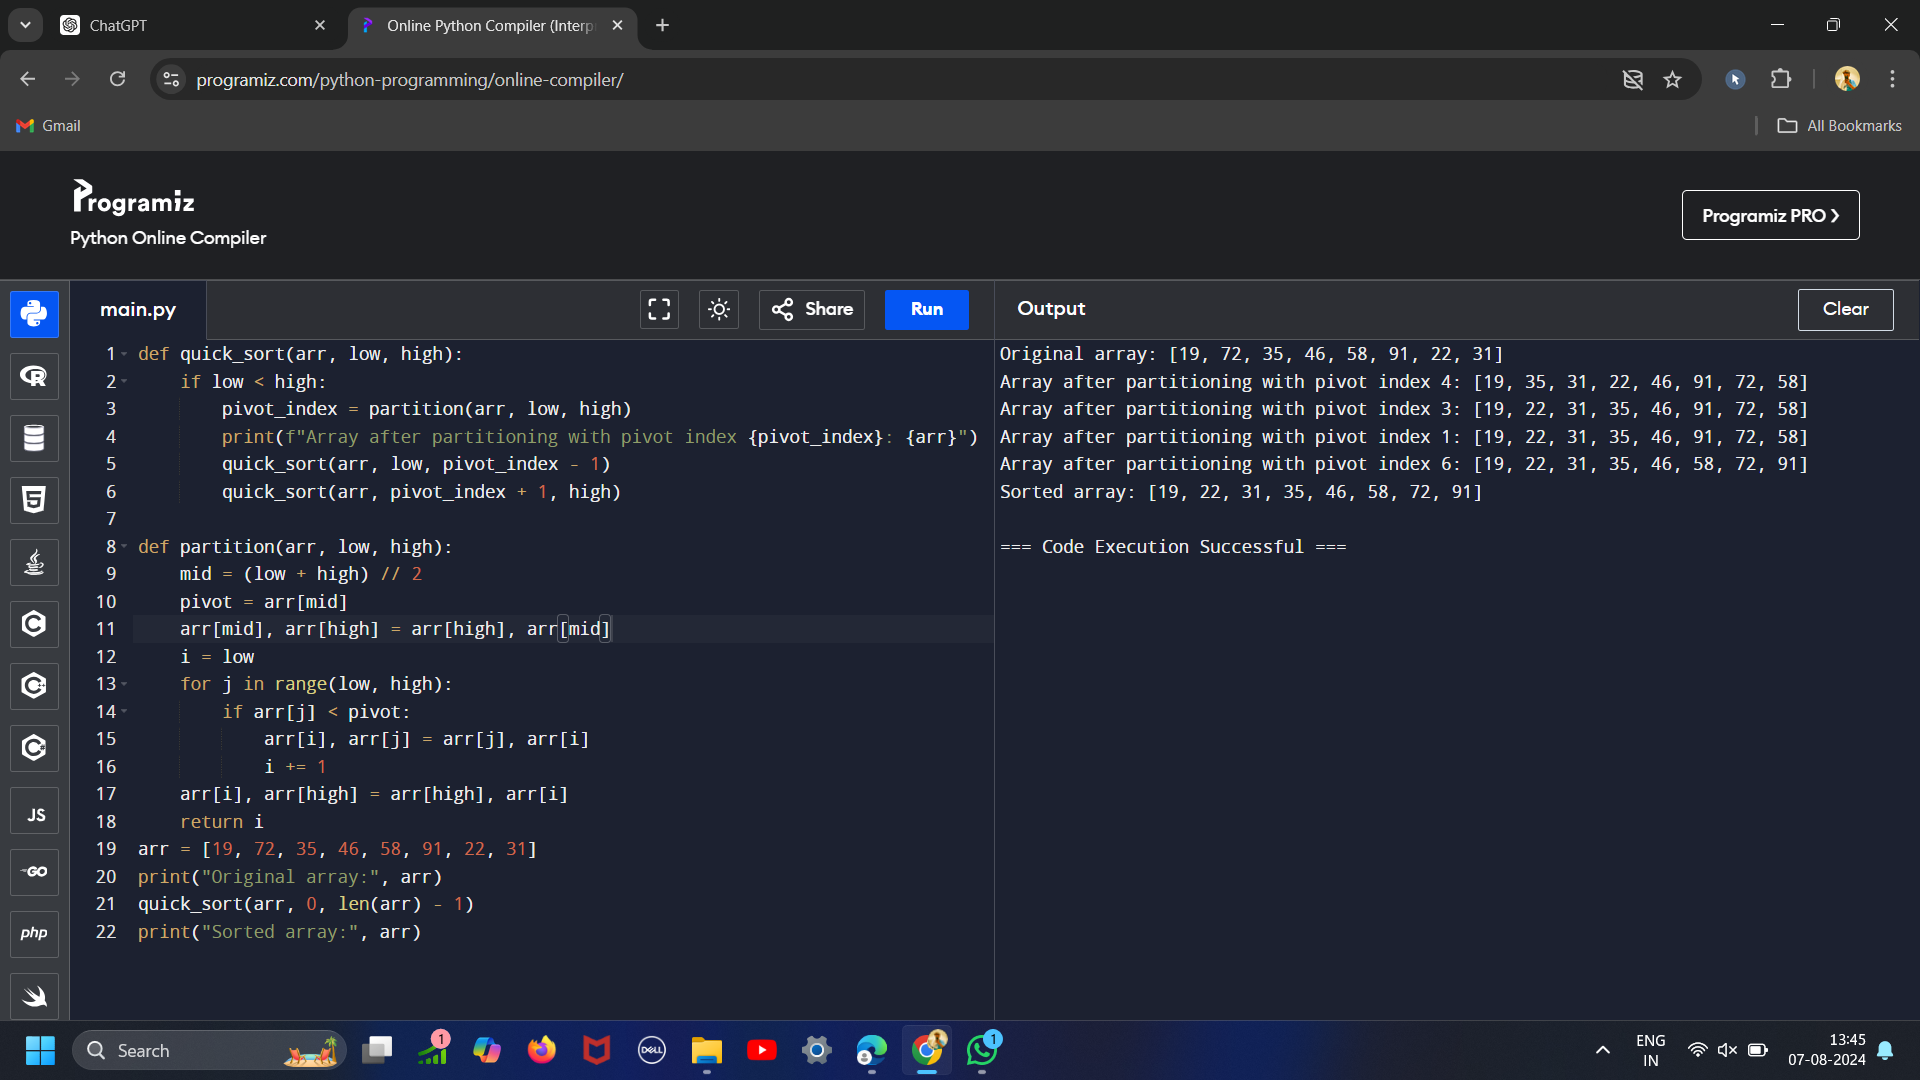 ChatGPT
Online Python Compiler (Interp
programiz.com/python-programming/online-compiler/
Gmail
All Bookmarks
Programiz
Python Online Compiler
Programiz PRO
main.py
Share
Run
Output
Clear
1 def quick_sort(arr, low, high):
2     if low < high:
3         pivot_index = partition(arr, low, high)
4         print(f"Array after partitioning with pivot index {pivot_index}: {arr}")
5         quick_sort(arr, low, pivot_index - 1)
6         quick_sort(arr, pivot_index + 1, high)
7
8 def partition(arr, low, high):
9     mid = (low + high) // 2
10     pivot = arr[mid]
11     arr[mid], arr[high] = arr[high], arr[mid]
12     i = low
13     for j in range(low, high):
14         if arr[j] < pivot:
15             arr[i], arr[j] = arr[j], arr[i]
16             i += 1
17     arr[i], arr[high] = arr[high], arr[i]
18     return i
19 arr = [19, 72, 35, 46, 58, 91, 22, 31]
20 print("Original array:", arr)
21 quick_sort(arr, 0, len(arr) - 1)
22 print("Sorted array:", arr)
Original array: [19, 72, 35, 46, 58, 91, 22, 31]
Array after partitioning with pivot index 4: [19, 35, 31, 22, 46, 91, 72, 58]
Array after partitioning with pivot index 3: [19, 22, 31, 35, 46, 91, 72, 58]
Array after partitioning with pivot index 1: [19, 22, 31, 35, 46, 91, 72, 58]
Array after partitioning with pivot index 6: [19, 22, 31, 35, 46, 58, 72, 91]
Sorted array: [19, 22, 31, 35, 46, 58, 72, 91]
=== Code Execution Successful ===
R
5
C
C
C
JS
GO
php
Search
1
DELL
1
ENG
IN
13:45
07-08-2024